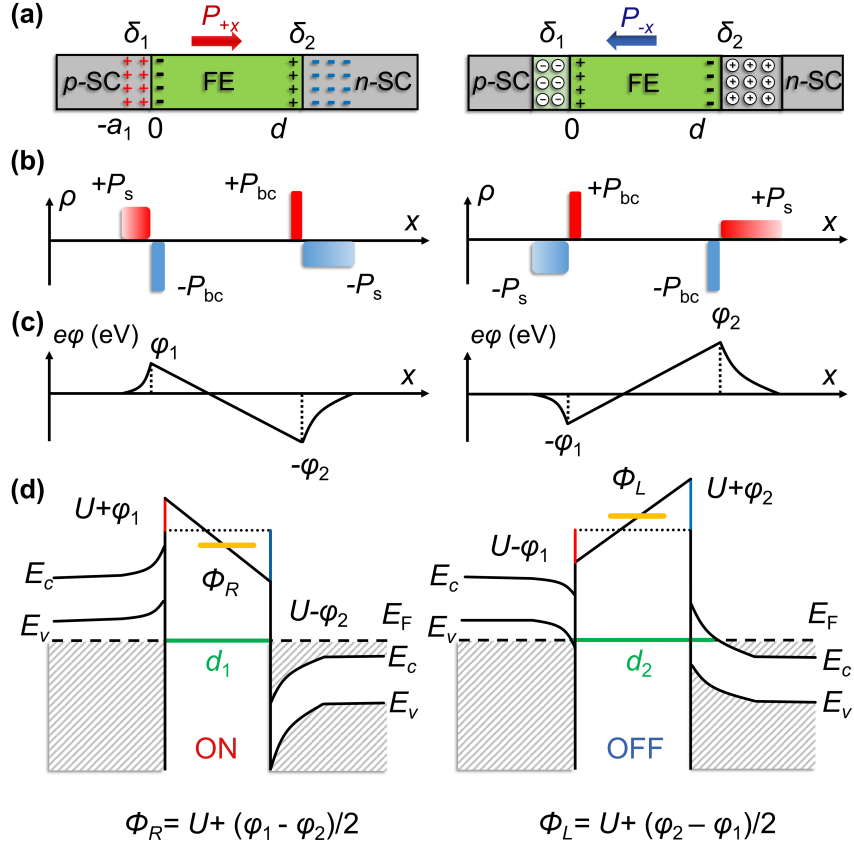 (a)
P+x
P-x
δ1 δ2
δ1 δ2
p-SC FE n-SC
p-SC FE n-SC
-a1 0 d
0 d
(b)
ρ +Ps +Pbc x
-Pbc -Ps
ρ +Pbc +Ps x
-Ps -Pbc
(c)
eφ (eV) φ1 x
-φ2
eφ (eV) φ2 x
-φ1
(d)
U+φ1
ΦR
Ec
Ev
U-φ2
EF
d1
Ec
Ev
ON
ΦL
U+φ2
U-φ1
Ec
Ev
EF
d2
Ec
Ev
OFF
ΦR= U+ (φ1 - φ2)/2
ΦL= U+ (φ2 – φ1)/2